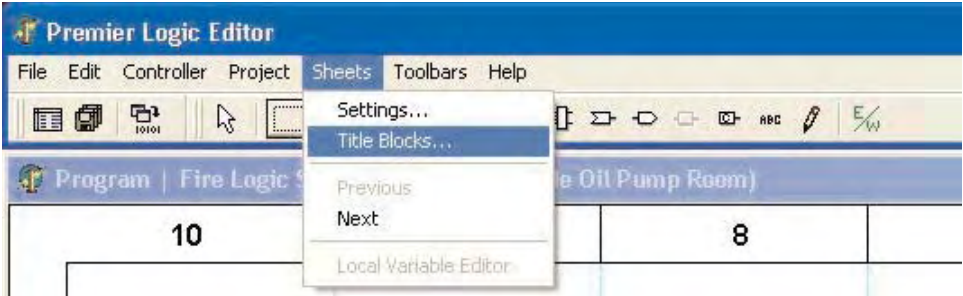 Premier Logic Editor
File Edit Controller Project Sheets Toolbars Help
10101 ABC E/W
Settings...
Title Blocks...
Previous
Next
Local Variable Editor
Program | Fire Logic S
e Oil Pump Room)
10 8